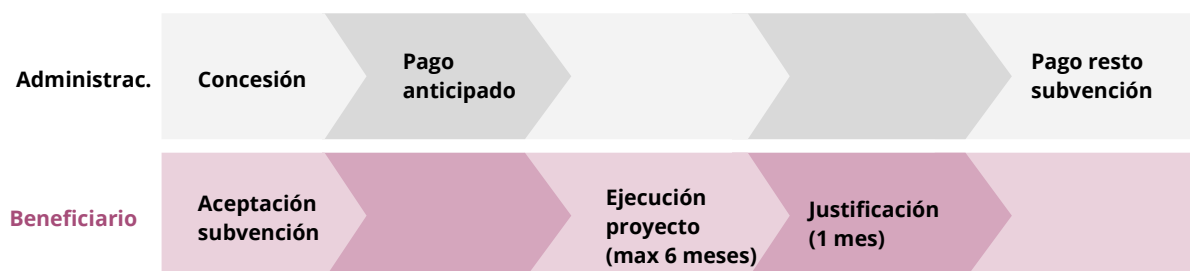 Administrac.
Concesión
Pago
anticipado
Pago resto
subvención
Beneficiario
Aceptación
subvención
Ejecución
proyecto
(max 6 meses)
Justificación
(1 mes)